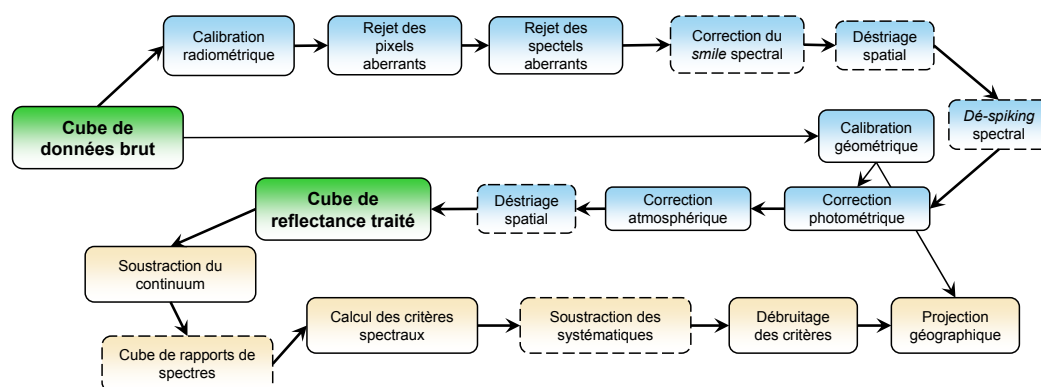 Calibration
radiométrique
Rejet des
pixels
aberrants
Rejet des
spectels
aberrants
Correction du
smile spectral
Déstriage
spatial
Dé-spiking
spectral
Cube de
données brut
Calibration
géométrique
Correction
photométrique
Correction
atmosphérique
Déstriage
spatial
Cube de
reflectance traité
Soustraction du
continuum
Cube de rapports de
spectres
Calcul des critères
spectraux
Soustraction des
systématiques
Débruitage
des critères
Projection
géographique